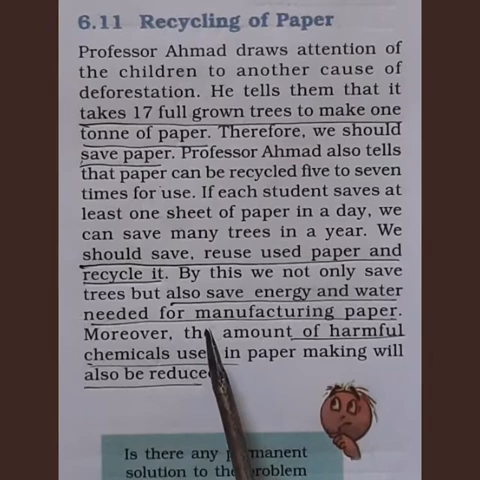 6.11 Recycling of Paper
Professor Ahmad draws attention of
the children to another cause of
deforestation. He tells them that it
takes 17 full grown trees to make one
tonne of paper. Therefore, we should
save paper. Professor Ahmad also tells
that paper can be recycled five to seven
times for use. If each student saves at
least one sheet of paper in a day, we
can save many trees in a year. We
should save, reuse used paper and
recycle it. By this we not only save
trees but also save energy and water
needed for manufacturing paper.
Moreover, the amount of harmful
chemicals used in paper making will
also be reduced
Is there any permanent
solution to the problem